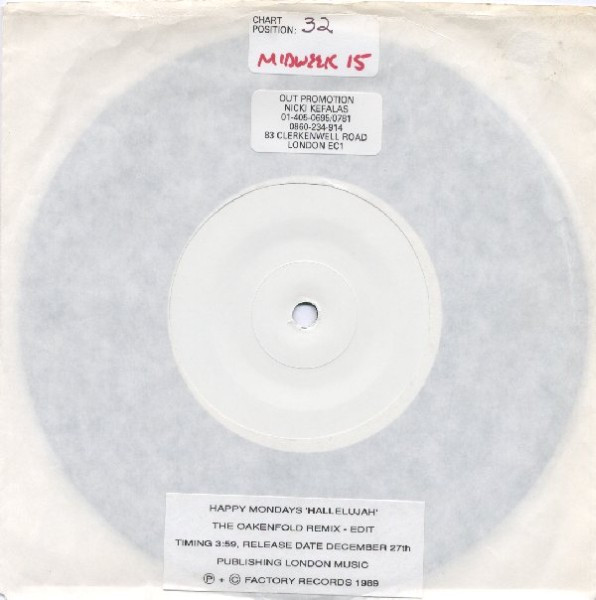 CHART
POSITION: 32
MIDWEEK 15
OUT PROMOTION
NICKI KEFALAS
01-405-0695/0781
0860-234-914
83 CLERKENWELL ROAD
LONDON EC1
HAPPY MONDAYS 'HALLELUJAH'
THE OAKENFOLD REMIX - EDIT
TIMING 3:59, RELEASE DATE DECEMBER 27th
PUBLISHING LONDON MUSIC
Ⓟ + © FACTORY RECORDS 1989